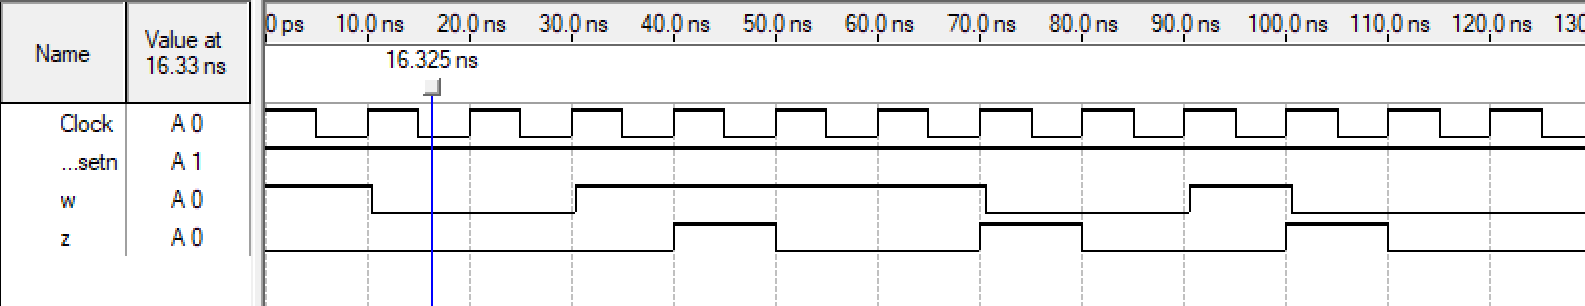 Name
Value at
16.33 ns
0 ps 10.0 ns 20.0 ns 30.0 ns 40.0 ns 50.0 ns 60.0 ns 70.0 ns 80.0 ns 90.0 ns 100.0 ns 110.0 ns 120.0 ns 130
16.325 ns
Clock A 0
...setn A 1
w A 0
z A 0